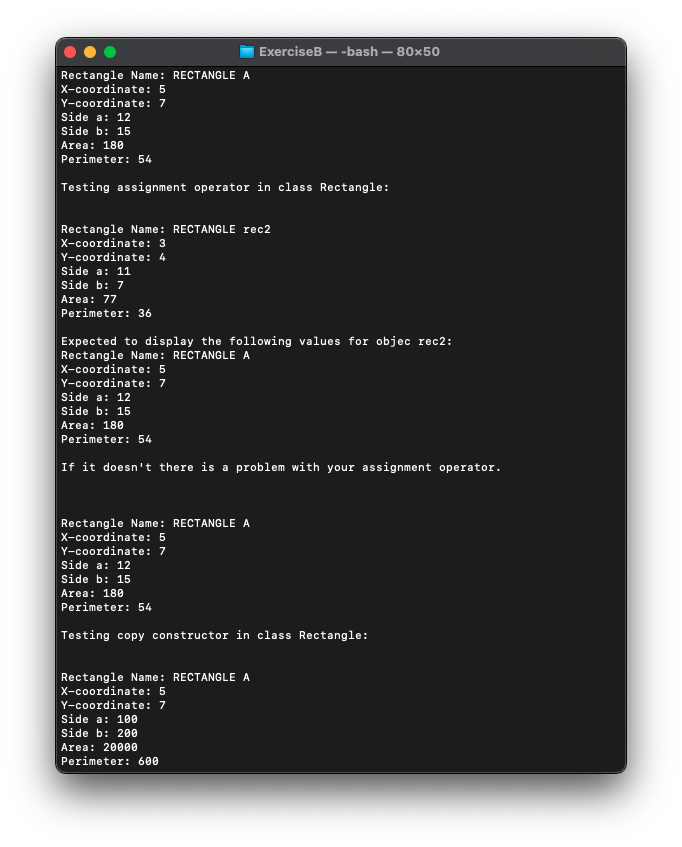 ExerciseB — -bash — 80×50
Rectangle Name: RECTANGLE A
X-coordinate: 5
Y-coordinate: 7
Side a: 12
Side b: 15
Area: 180
Perimeter: 54
Testing assignment operator in class Rectangle:
Rectangle Name: RECTANGLE rec2
X-coordinate: 3
Y-coordinate: 4
Side a: 11
Side b: 7
Area: 77
Perimeter: 36
Expected to display the following values for objec rec2:
Rectangle Name: RECTANGLE A
X-coordinate: 5
Y-coordinate: 7
Side a: 12
Side b: 15
Area: 180
Perimeter: 54
If it doesn't there is a problem with your assignment operator.
Rectangle Name: RECTANGLE A
X-coordinate: 5
Y-coordinate: 7
Side a: 12
Side b: 15
Area: 180
Perimeter: 54
Testing copy constructor in class Rectangle:
Rectangle Name: RECTANGLE A
X-coordinate: 5
Y-coordinate: 7
Side a: 100
Side b: 200
Area: 20000
Perimeter: 600